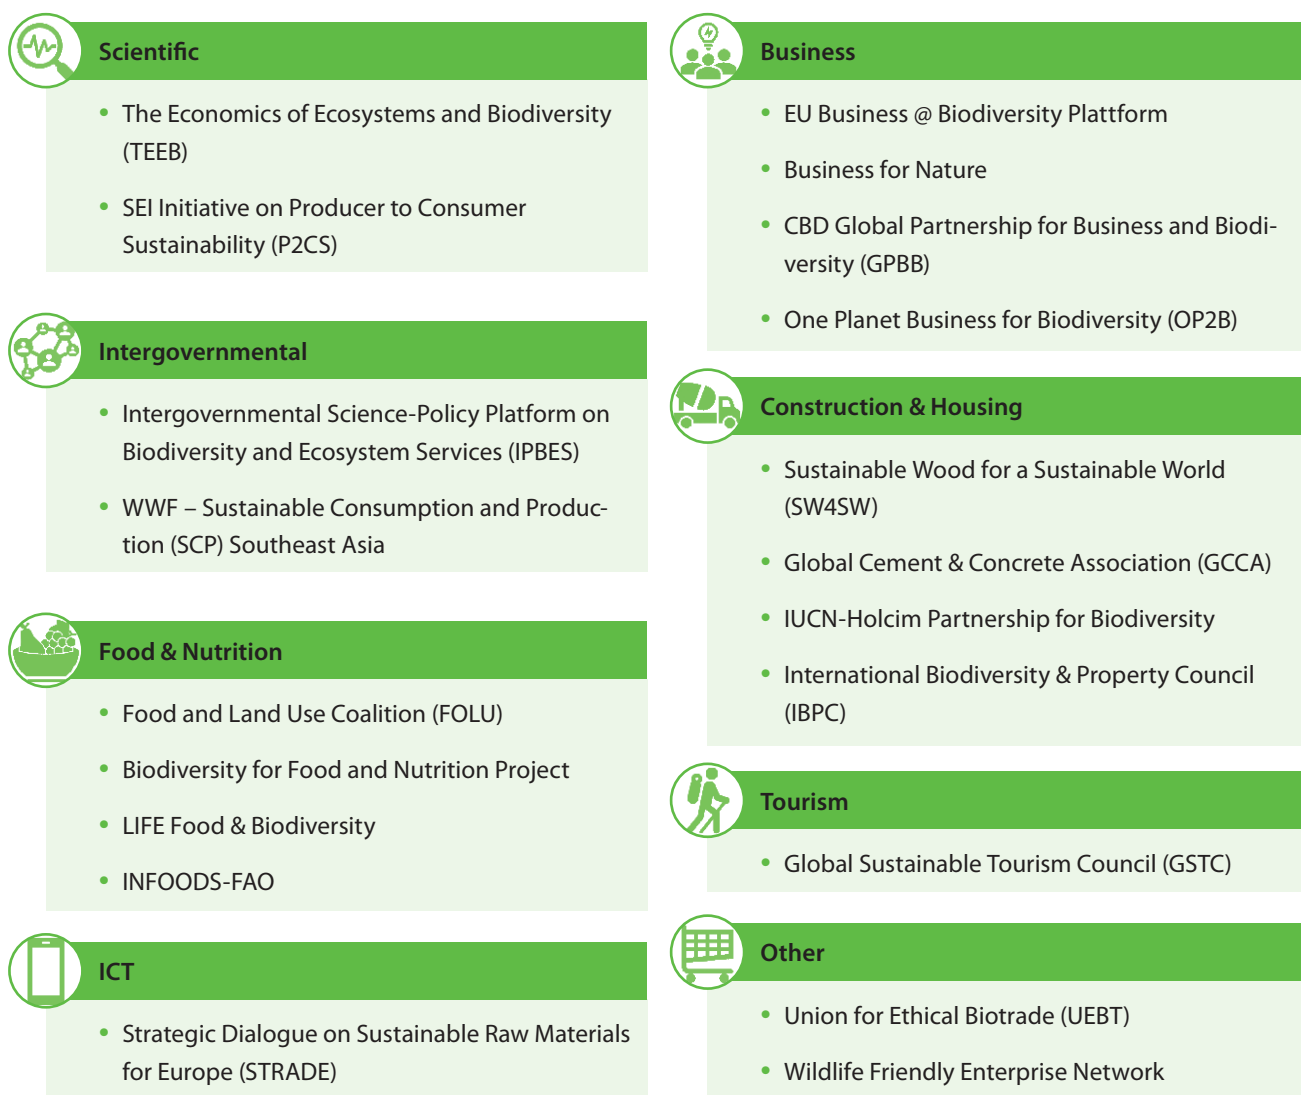 Scientific
• The Economics of Ecosystems and Biodiversity
(TEEB)
• SEI Initiative on Producer to Consumer
Sustainability (P2CS)
Intergovernmental
• Intergovernmental Science-Policy Platform on
Biodiversity and Ecosystem Services (IPBES)
• WWF – Sustainable Consumption and Produc-
tion (SCP) Southeast Asia
Food & Nutrition
• Food and Land Use Coalition (FOLU)
• Biodiversity for Food and Nutrition Project
• LIFE Food & Biodiversity
• INFOODS-FAO
ICT
• Strategic Dialogue on Sustainable Raw Materials
for Europe (STRADE)
Business
• EU Business @ Biodiversity Plattform
• Business for Nature
• CBD Global Partnership for Business and Biodi-
versity (GPBB)
• One Planet Business for Biodiversity (OP2B)
Construction & Housing
• Sustainable Wood for a Sustainable World
(SW4SW)
• Global Cement & Concrete Association (GCCA)
• IUCN-Holcim Partnership for Biodiversity
• International Biodiversity & Property Council
(IBPC)
Tourism
• Global Sustainable Tourism Council (GSTC)
Other
• Union for Ethical Biotrade (UEBT)
• Wildlife Friendly Enterprise Network